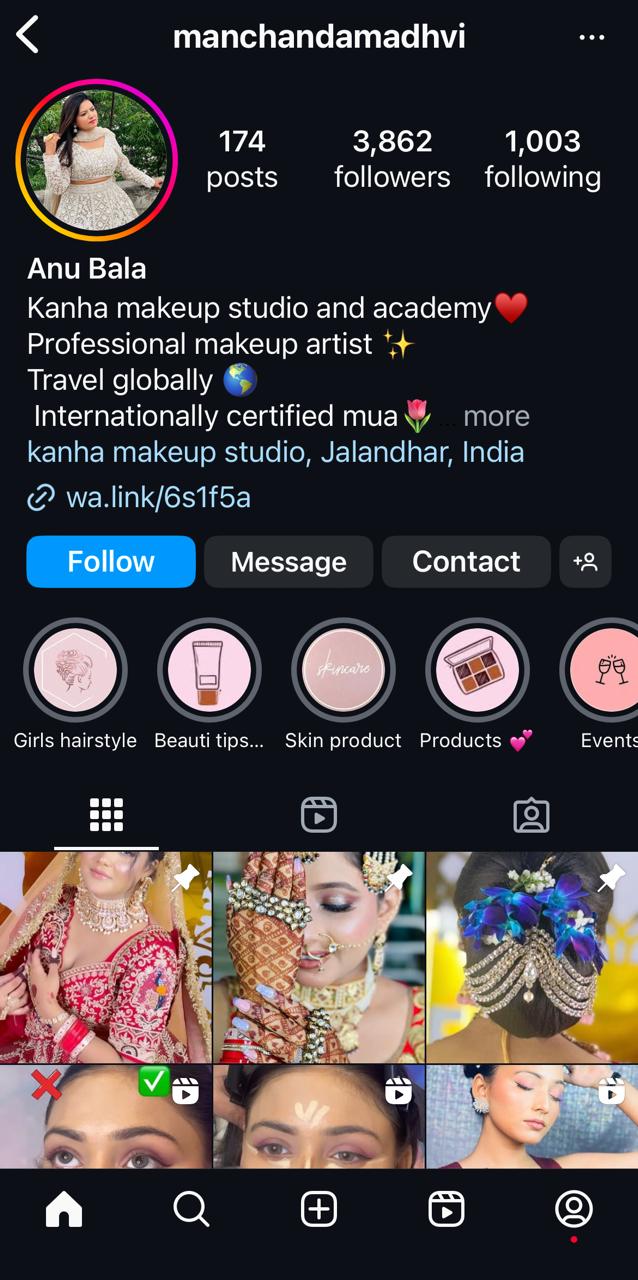 manchandamadhvi
174
posts
3,862
followers
1,003
following
Anu Bala
Kanha makeup studio and academy♥️
Professional makeup artist ✨
Travel globally 🌎
Internationally certified mua🌷 ... more
kanha makeup studio, Jalandhar, India
wa.link/6s1f5a
Follow
Message
Contact
skincare
Girls hairstyle
Beauti tips...
Skin product
Products 💕
Events